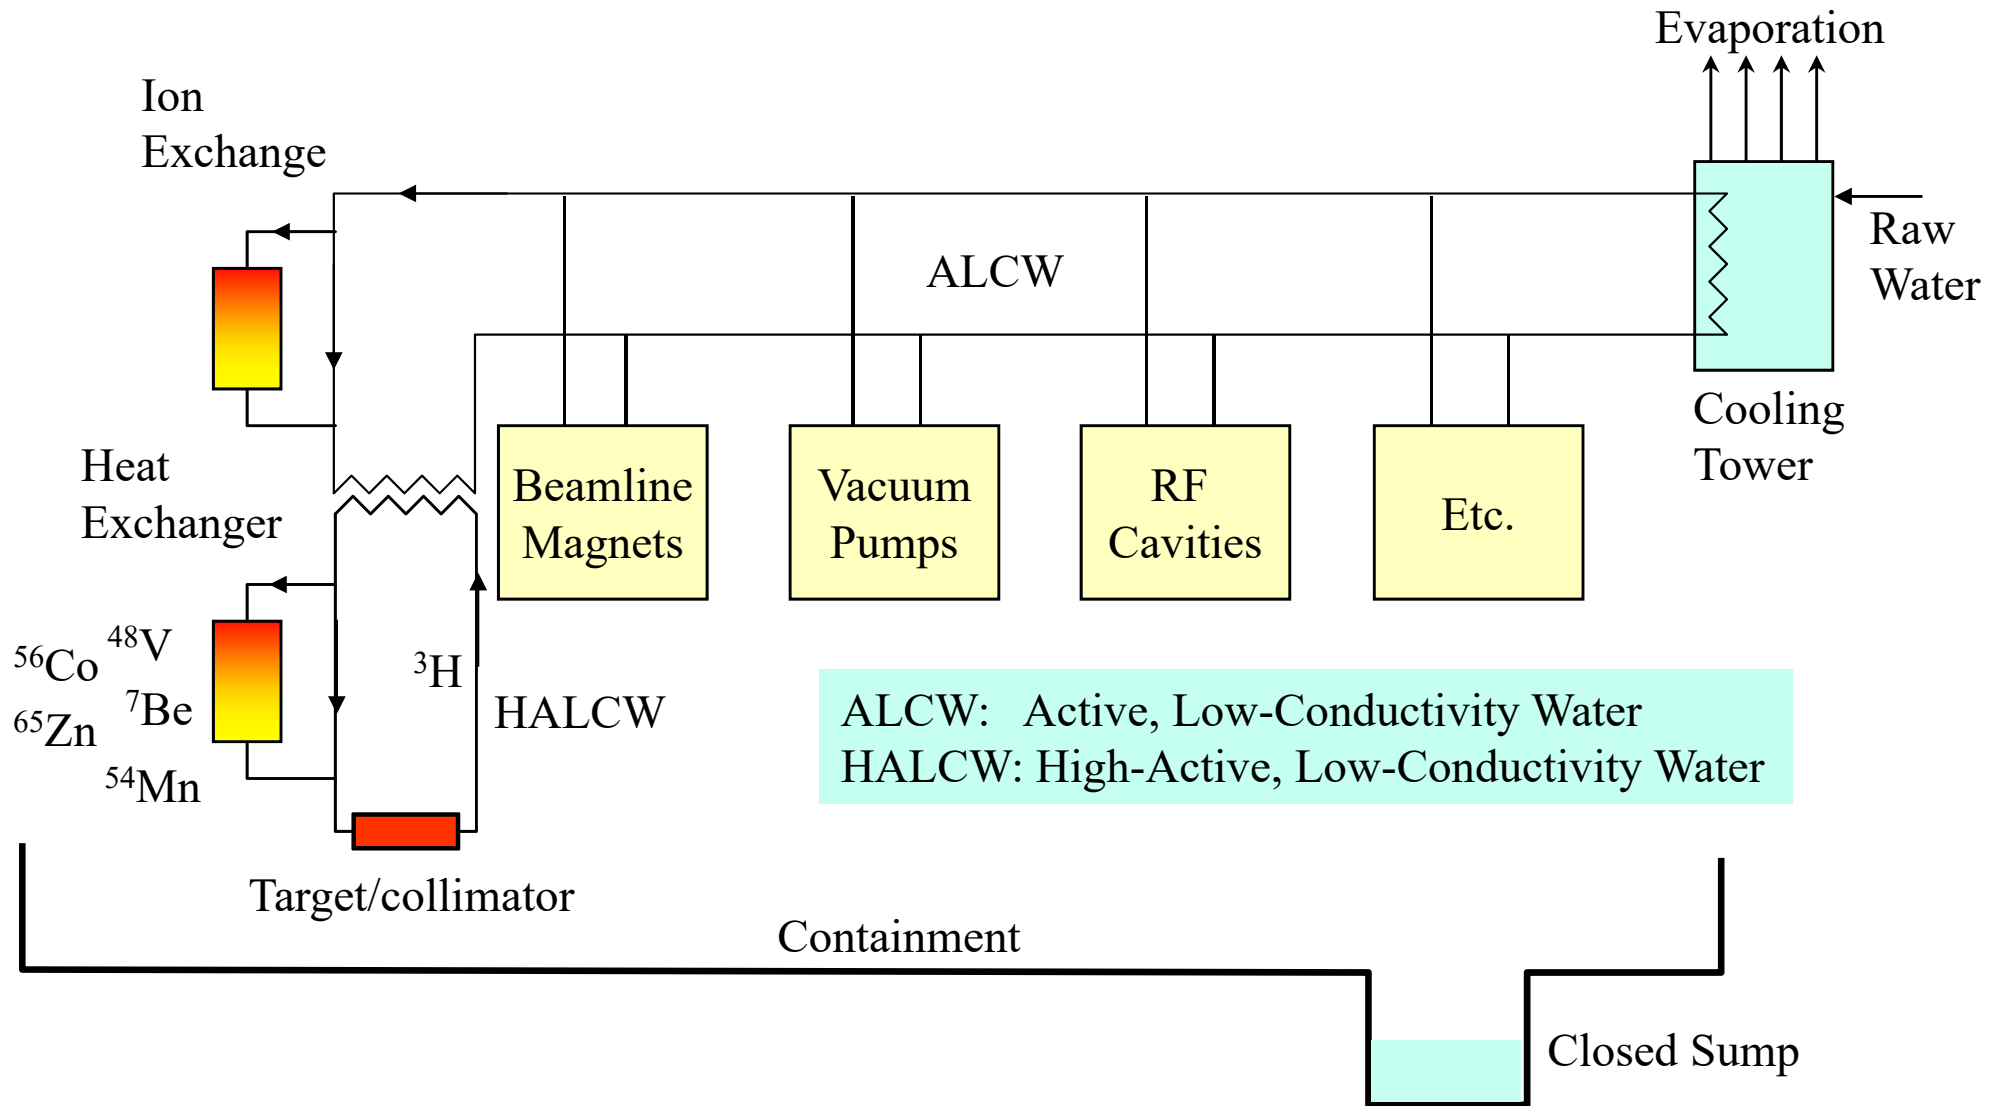 Evaporation
Ion
Exchange
Raw
Water
ALCW
Cooling
Tower
Heat
Exchanger
Beamline
Magnets
Vacuum
Pumps
RF
Cavities
Etc.
⁴⁸V
⁵⁶Co
³H
⁷Be
HALCW
⁶⁵Zn
⁵⁴Mn
ALCW: Active, Low-Conductivity Water
HALCW: High-Active, Low-Conductivity Water
Target/collimator
Containment
Closed Sump